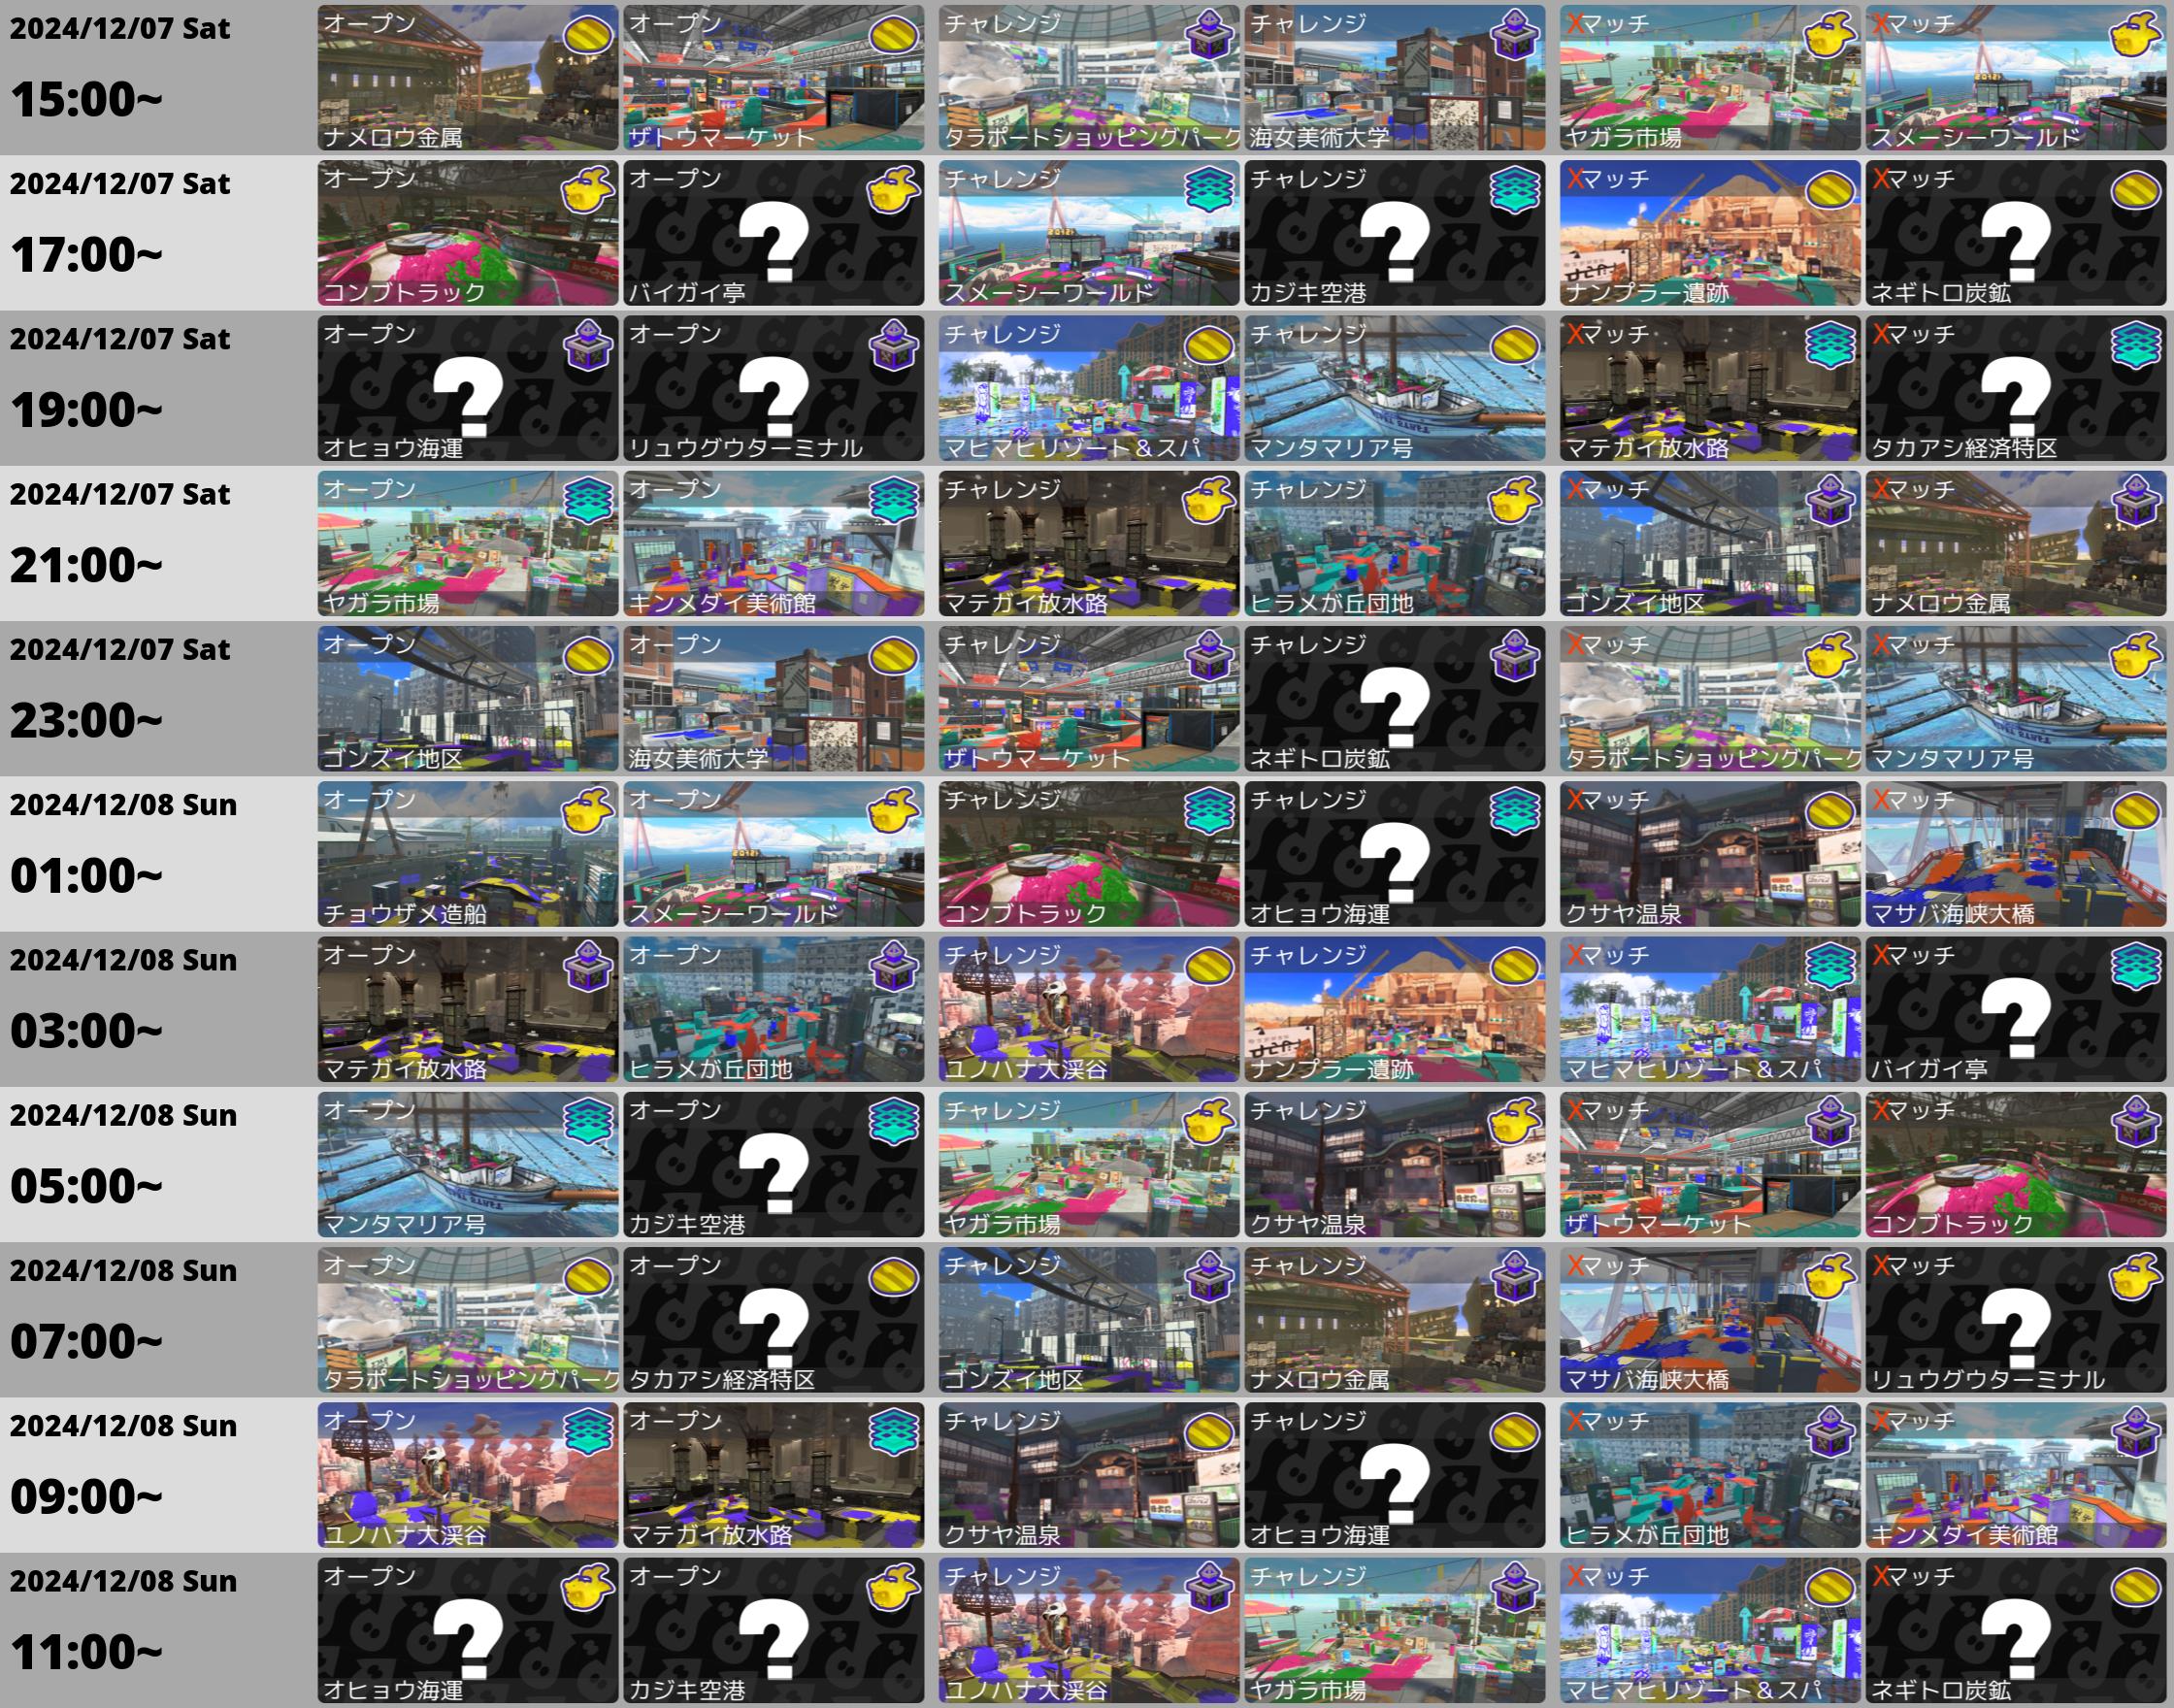 2024/12/07 Sat
15:00~
オープン
ナメロウ金属
オープン
ザトウマーケット
チャレンジ
タラポートショッピングパーク
チャレンジ
海女美術大学
Xマッチ
ヤガラ市場
Xマッチ
スメーシーワールド
2024/12/07 Sat
17:00~
オープン
コンブトラック
オープン
?
バイガイ亭
チャレンジ
スメーシーワールド
チャレンジ
?
カジキ空港
Xマッチ
ナンプラー遺跡
Xマッチ
?
ネギトロ炭鉱
2024/12/07 Sat
19:00~
オープン
?
オヒョウ海運
オープン
?
リュウグウターミナル
チャレンジ
マヒマヒリゾート＆スパ
チャレンジ
マンタマリア号
Xマッチ
マテガイ放水路
Xマッチ
?
タカアシ経済特区
2024/12/07 Sat
21:00~
オープン
ヤガラ市場
オープン
キンメダイ美術館
チャレンジ
マテガイ放水路
チャレンジ
ヒラメが丘団地
Xマッチ
ゴンズイ地区
Xマッチ
ナメロウ金属
2024/12/07 Sat
23:00~
オープン
ゴンズイ地区
オープン
海女美術大学
チャレンジ
ザトウマーケット
チャレンジ
?
ネギトロ炭鉱
Xマッチ
タラポートショッピングパーク
Xマッチ
マンタマリア号
2024/12/08 Sun
01:00~
オープン
チョウザメ造船
オープン
スメーシーワールド
チャレンジ
コンブトラック
チャレンジ
?
オヒョウ海運
Xマッチ
クサヤ温泉
Xマッチ
マサバ海峡大橋
2024/12/08 Sun
03:00~
オープン
マテガイ放水路
オープン
ヒラメが丘団地
チャレンジ
ユノハナ大渓谷
チャレンジ
ナンプラー遺跡
Xマッチ
マヒマヒリゾート＆スパ
Xマッチ
?
バイガイ亭
2024/12/08 Sun
05:00~
オープン
マンタマリア号
オープン
?
カジキ空港
チャレンジ
ヤガラ市場
チャレンジ
クサヤ温泉
Xマッチ
ザトウマーケット
Xマッチ
コンブトラック
2024/12/08 Sun
07:00~
オープン
タラポートショッピングパーク
オープン
?
タカアシ経済特区
チャレンジ
ゴンズイ地区
チャレンジ
ナメロウ金属
Xマッチ
マサバ海峡大橋
Xマッチ
?
リュウグウターミナル
2024/12/08 Sun
09:00~
オープン
ユノハナ大渓谷
オープン
マテガイ放水路
チャレンジ
クサヤ温泉
チャレンジ
?
オヒョウ海運
Xマッチ
ヒラメが丘団地
Xマッチ
キンメダイ美術館
2024/12/08 Sun
11:00~
オープン
?
オヒョウ海運
オープン
?
カジキ空港
チャレンジ
ユノハナ大渓谷
チャレンジ
ヤガラ市場
Xマッチ
マヒマヒリゾート＆スパ
Xマッチ
?
ネギトロ炭鉱